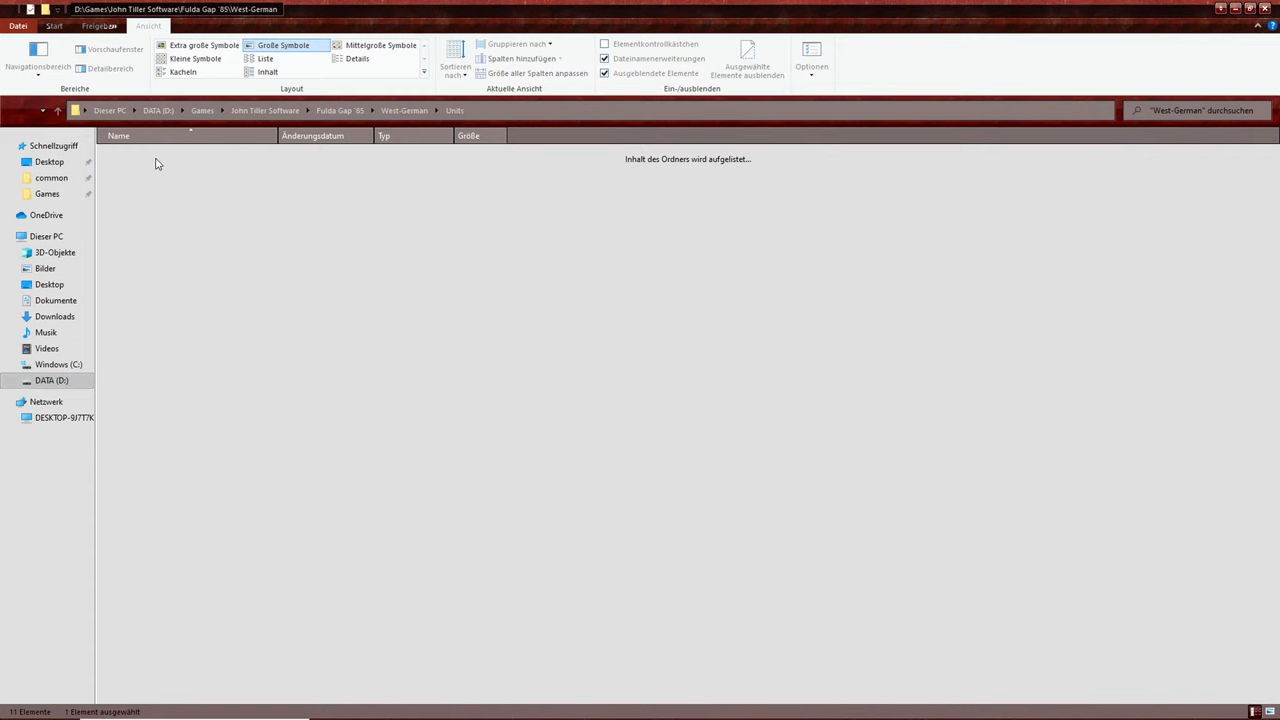 D:\Games\John Tiller Software\Fulda Gap `85\West-German
Datei Start Freigeben Ansicht
Navigationsbereich
Vorschaufenster
Detailbereich
Bereiche
Extra große Symbole Große Symbole Mittelgroße Symbole
Kleine Symbole Liste Details
Kacheln Inhalt
Layout
Sortieren nach
Gruppieren nach
Spalten hinzufügen
Größe aller Spalten anpassen
Aktuelle Ansicht
Elementkontrollkästchen
Dateinamenerweiterungen
Ausgeblendete Elemente
Ausgewählte
Elemente ausblenden
Ein-/ausblenden
Optionen
Dieser PC DATA (D:) Games John Tiller Software Fulda Gap `85 West-German Units
"West-German" durchsuchen
Name Änderungsdatum Typ Größe
Inhalt des Ordners wird aufgelistet...
Schnellzugriff
Desktop
common
Games
OneDrive
Dieser PC
3D-Objekte
Bilder
Desktop
Dokumente
Downloads
Musik
Videos
Windows (C:)
DATA (D:)
Netzwerk
DESKTOP-9J7T7K
11 Elemente 1 Element ausgewählt